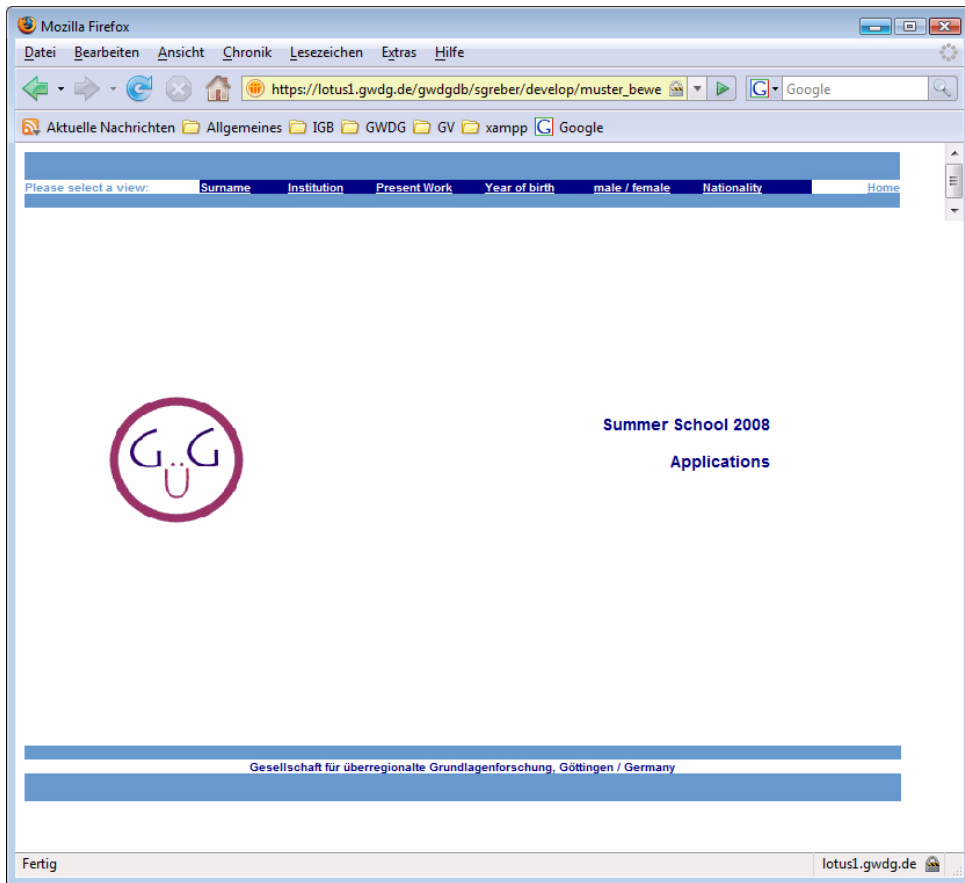 Mozilla Firefox
Datei Bearbeiten Ansicht Chronik Lesezeichen Extras Hilfe
https://lotus1.gwdg.de/gwdgdb/sgreber/develop/muster_bewe G Google
Aktuelle Nachrichten Allgemeines IGB GWDG GV xampp G Google
Please select a view: Surname Institution Present Work Year of birth male / female Nationality Home
Summer School 2008
G Ü G
Applications
Gesellschaft für überregionalte Grundlagenforschung, Göttingen / Germany
Fertig lotus1.gwdg.de